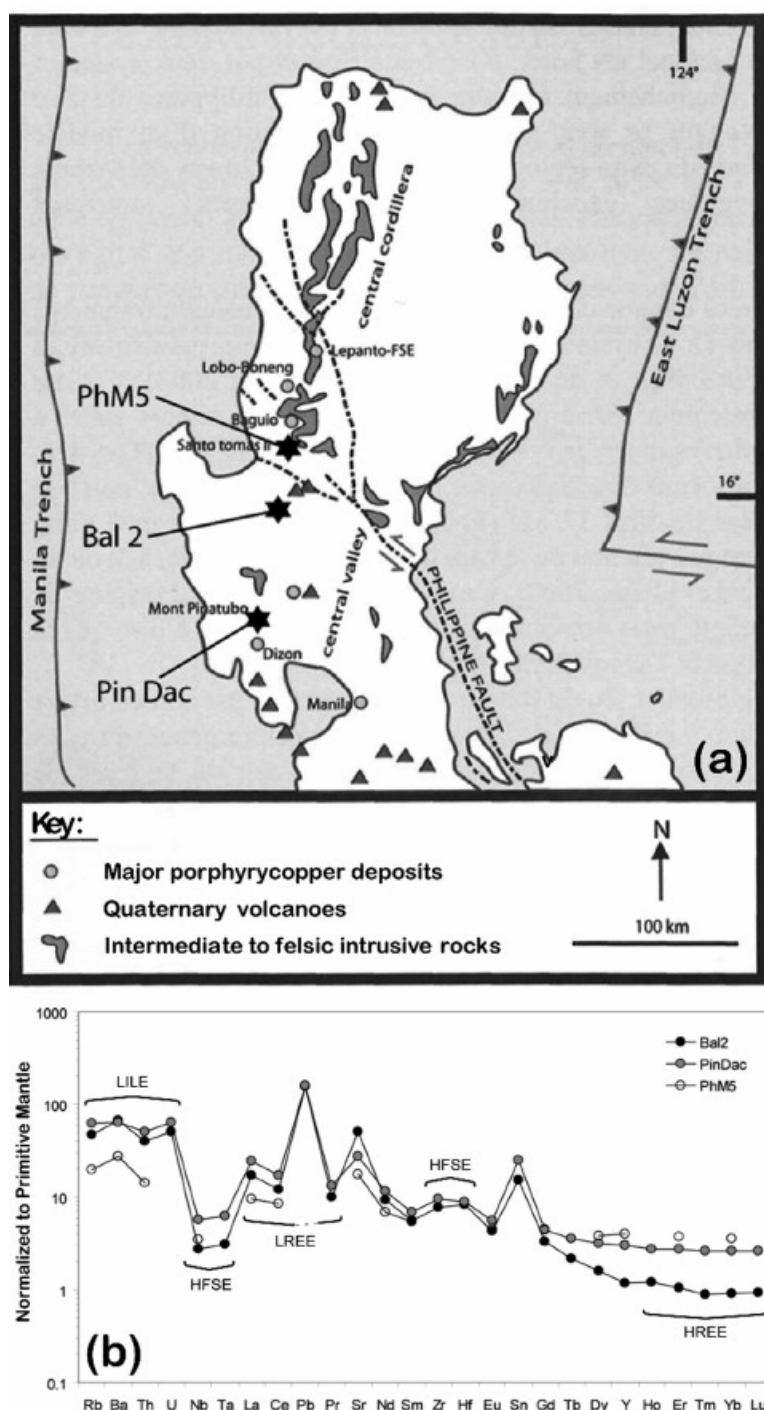 124°
East Luzon Trench
central cordillera
Lepanto-FSE
Lobo-Boneng
PhM5
Baguio
Santo tomas II
16°
Bal 2
Manila Trench
central valley
Mont Pinatubo
PHILIPPINE FAULT
Dizon
Pin Dac
Manila
(a)
Key:
N
Major porphyrycopper deposits
Quaternary volcanoes
Intermediate to felsic intrusive rocks
100 km
1000
Bal2
PinDac
PhM5
LILE
100
Normalized to Primitive Mantle
HFSE
10
LREE
HFSE
1
HREE
(b)
0.1
Rb Ba Th U Nb Ta La Ce Pb Pr Sr Nd Sm Zr Hf Eu Sn Gd Tb Dy Y Ho Er Tm Yb Lu